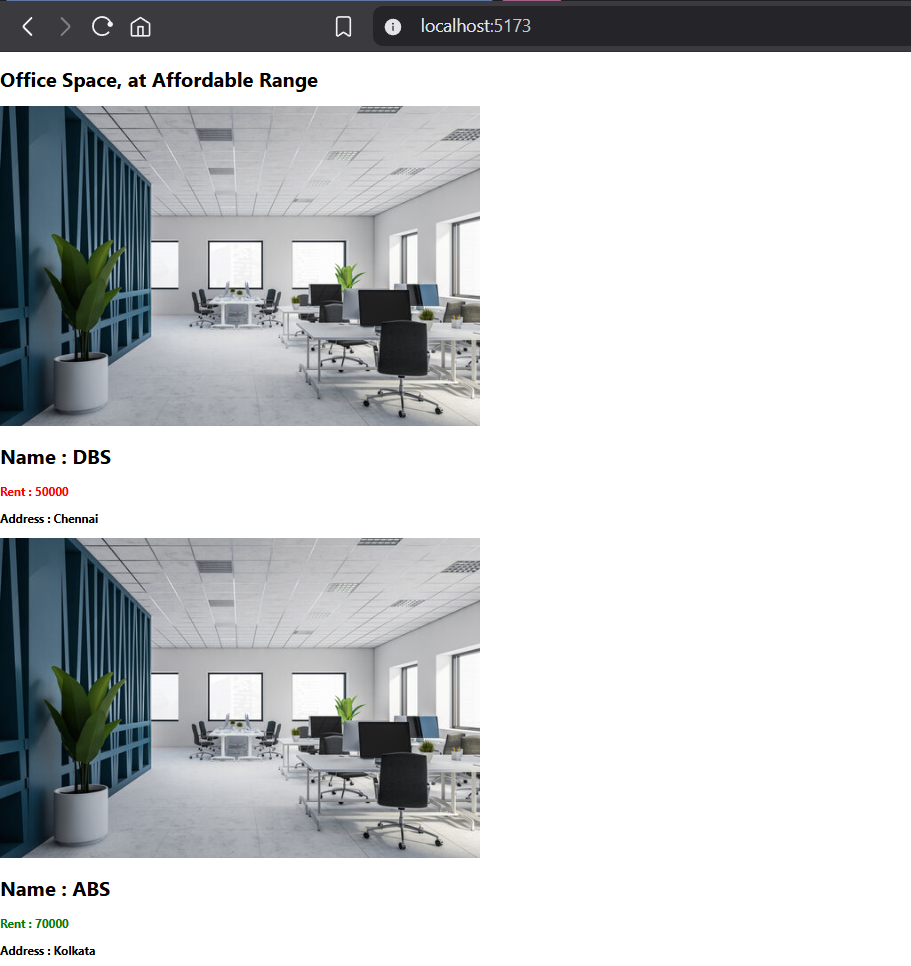 localhost:5173
Office Space, at Affordable Range
Name : DBS
Rent : 50000
Address : Chennai
Name : ABS
Rent : 70000
Address : Kolkata